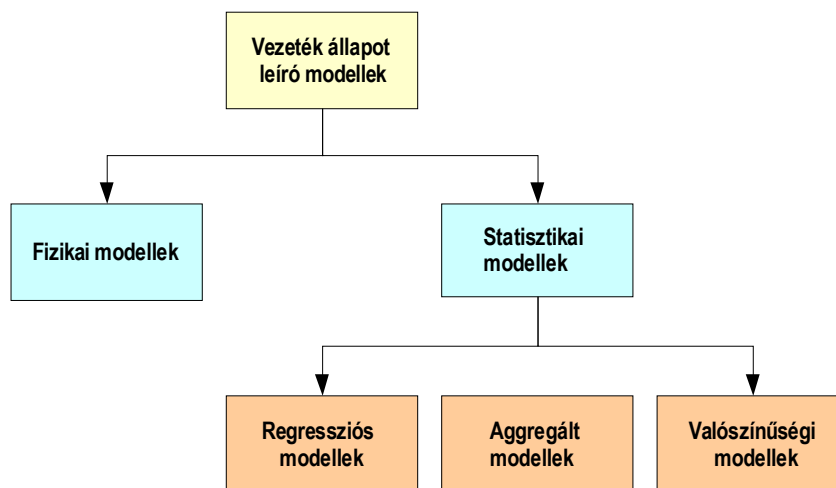 Vezeték állapot
leíró modellek
Fizikai modellek
Statisztikai
modellek
Regressziós
modellek
Aggregált
modellek
Valószínűségi
modellek